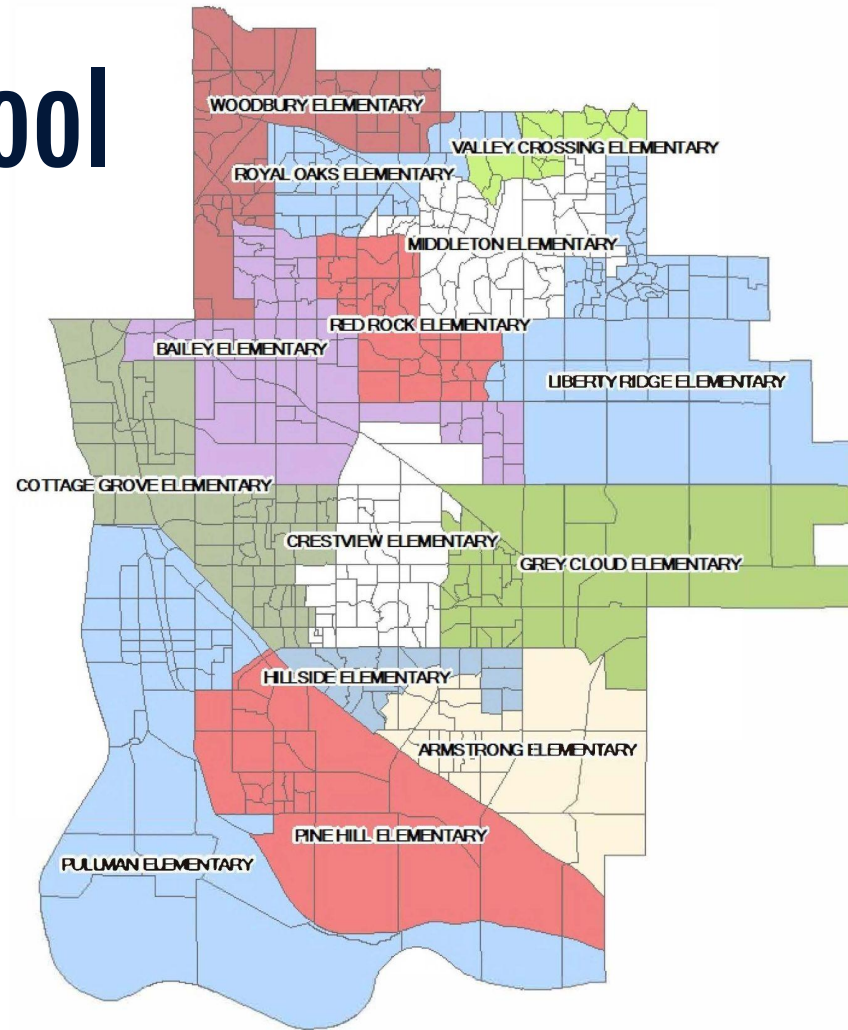 ool
WOODBURY ELEMENTARY
VALLEY CROSSING ELEMENTARY
ROYAL OAKS ELEMENTARY
MIDDLETON ELEMENTARY
RED ROCK ELEMENTARY
BAILEY ELEMENTARY
LIBERTY RIDGE ELEMENTARY
COTTAGE GROVE ELEMENTARY
CRESTVIEW ELEMENTARY
GREY CLOUD ELEMENTARY
HILLSIDE ELEMENTARY
ARMSTRONG ELEMENTARY
PINE HILL ELEMENTARY
PULLMAN ELEMENTARY